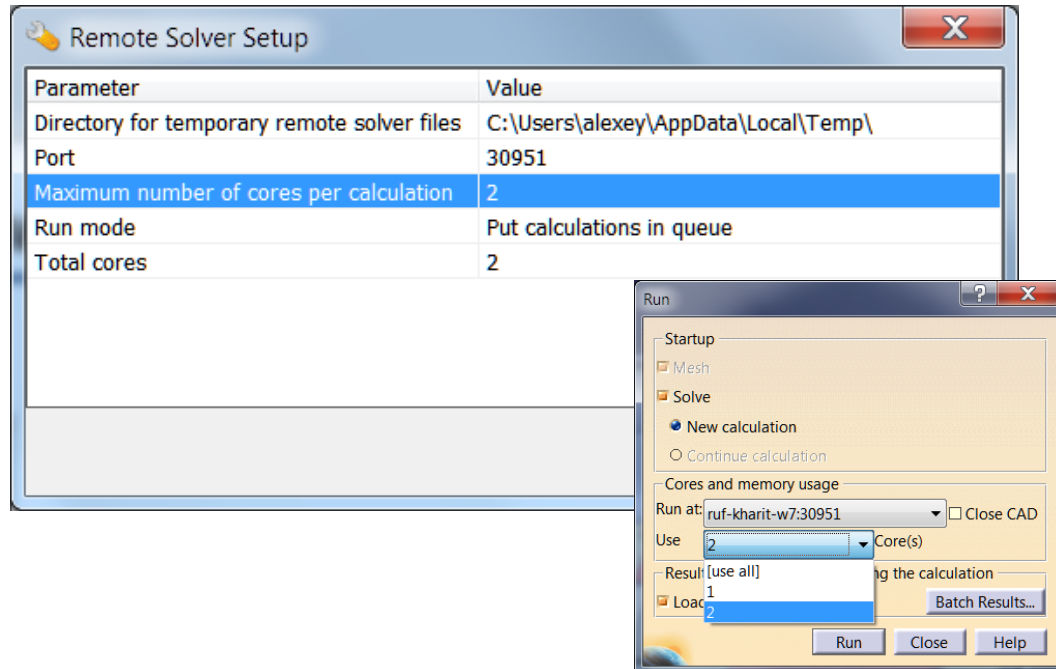 Remote Solver Setup
Parameter Value
Directory for temporary remote solver files C:\Users\alexey\AppData\Local\Temp\
Port 30951
Maximum number of cores per calculation 2
Run mode Put calculations in queue
Total cores 2
Run
Startup
Mesh
Solve
New calculation
Continue calculation
Cores and memory usage
Run at: ruf-kharit-w7:30951 Close CAD
Use 2 Core(s)
[use all]
1
2
the calculation
Batch Results...
Run Close Help